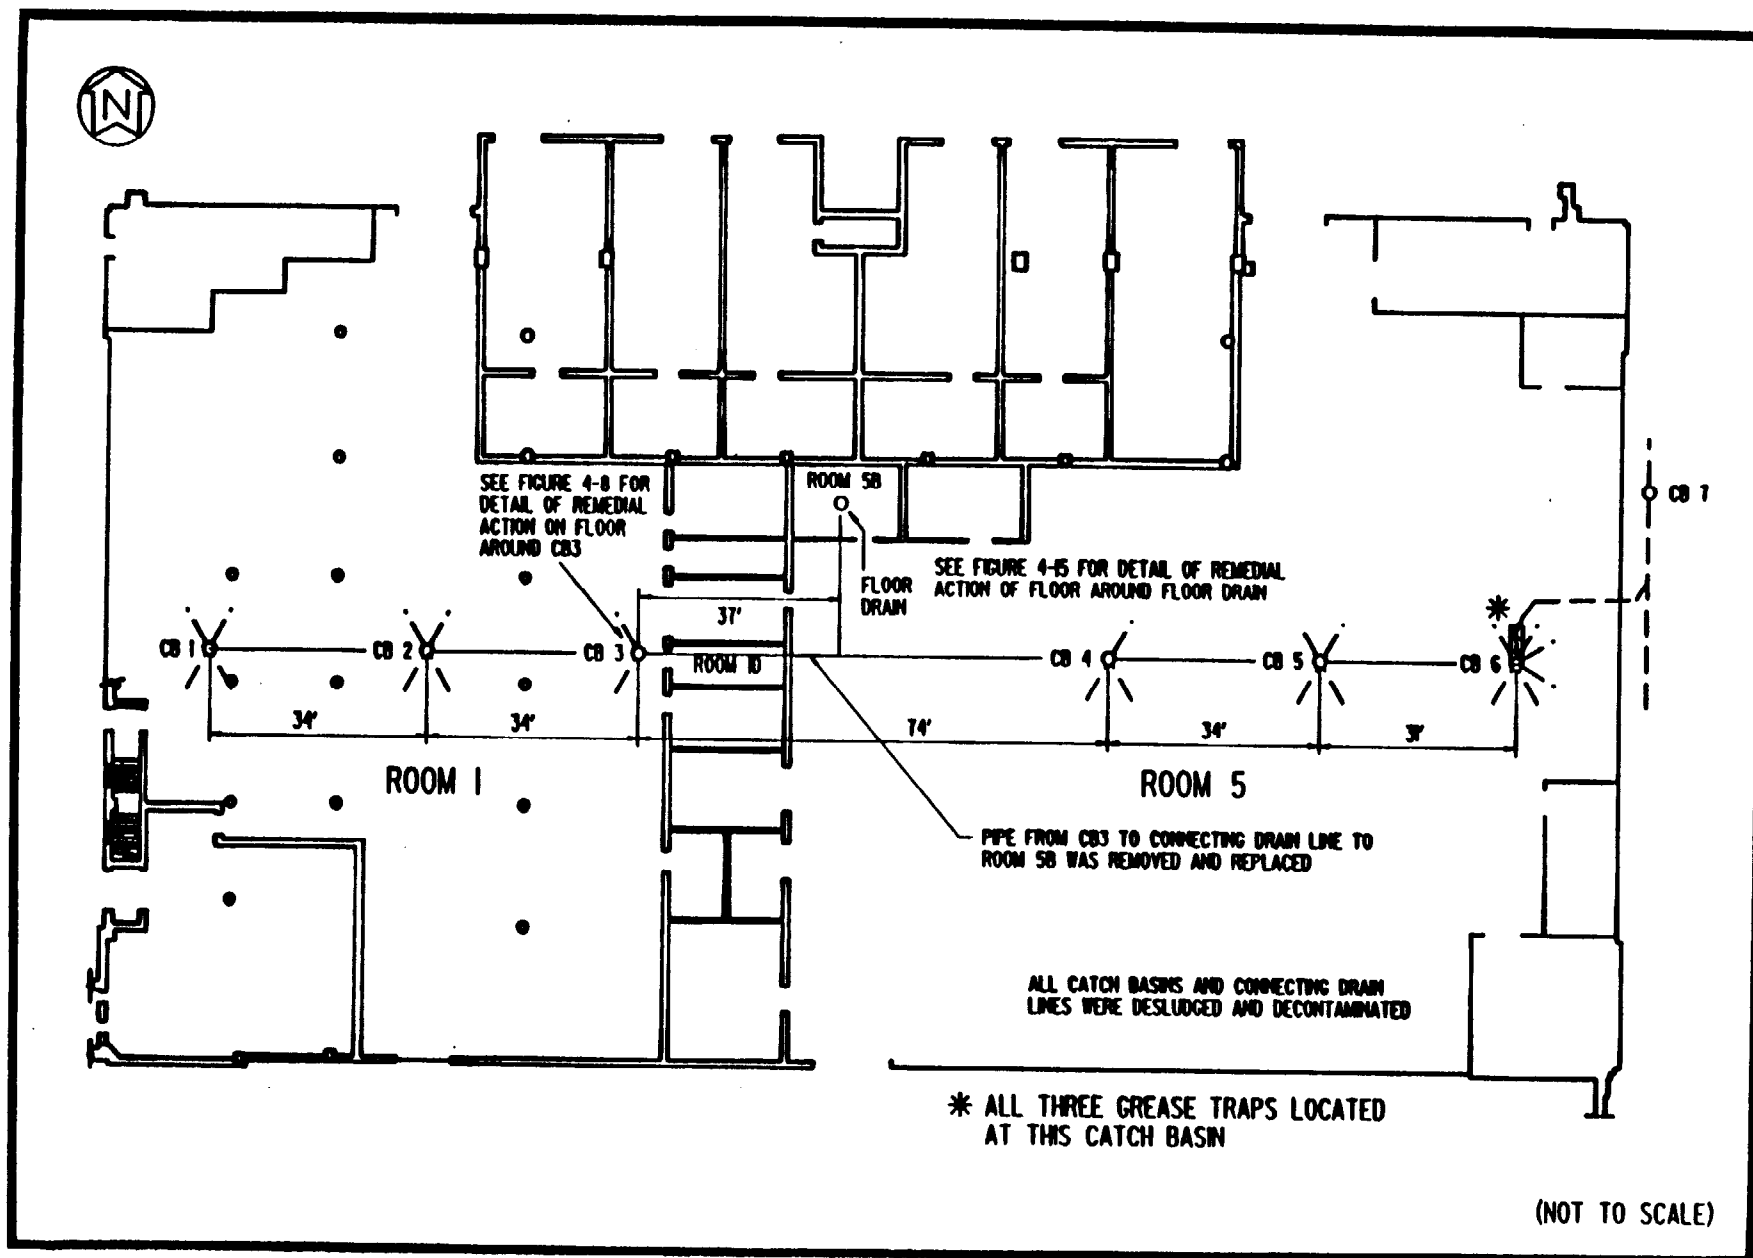 N
SEE FIGURE 4-8 FOR
DETAIL OF REMEDIAL
ACTION ON FLOOR
AROUND CB3
ROOM 5B
FLOOR
DRAIN
SEE FIGURE 4-15 FOR DETAIL OF REMEDIAL
ACTION OF FLOOR AROUND FLOOR DRAIN
CB 7
37'
CB 1
CB 2
CB 3
ROOM 1D
CB 4
CB 5
CB 6
34'
34'
74'
34'
31'
ROOM 1
ROOM 5
PIPE FROM CB3 TO CONNECTING DRAIN LINE TO
ROOM 5B WAS REMOVED AND REPLACED
ALL CATCH BASINS AND CONNECTING DRAIN
LINES WERE DESLUDGED AND DECONTAMINATED
* ALL THREE GREASE TRAPS LOCATED
AT THIS CATCH BASIN
(NOT TO SCALE)